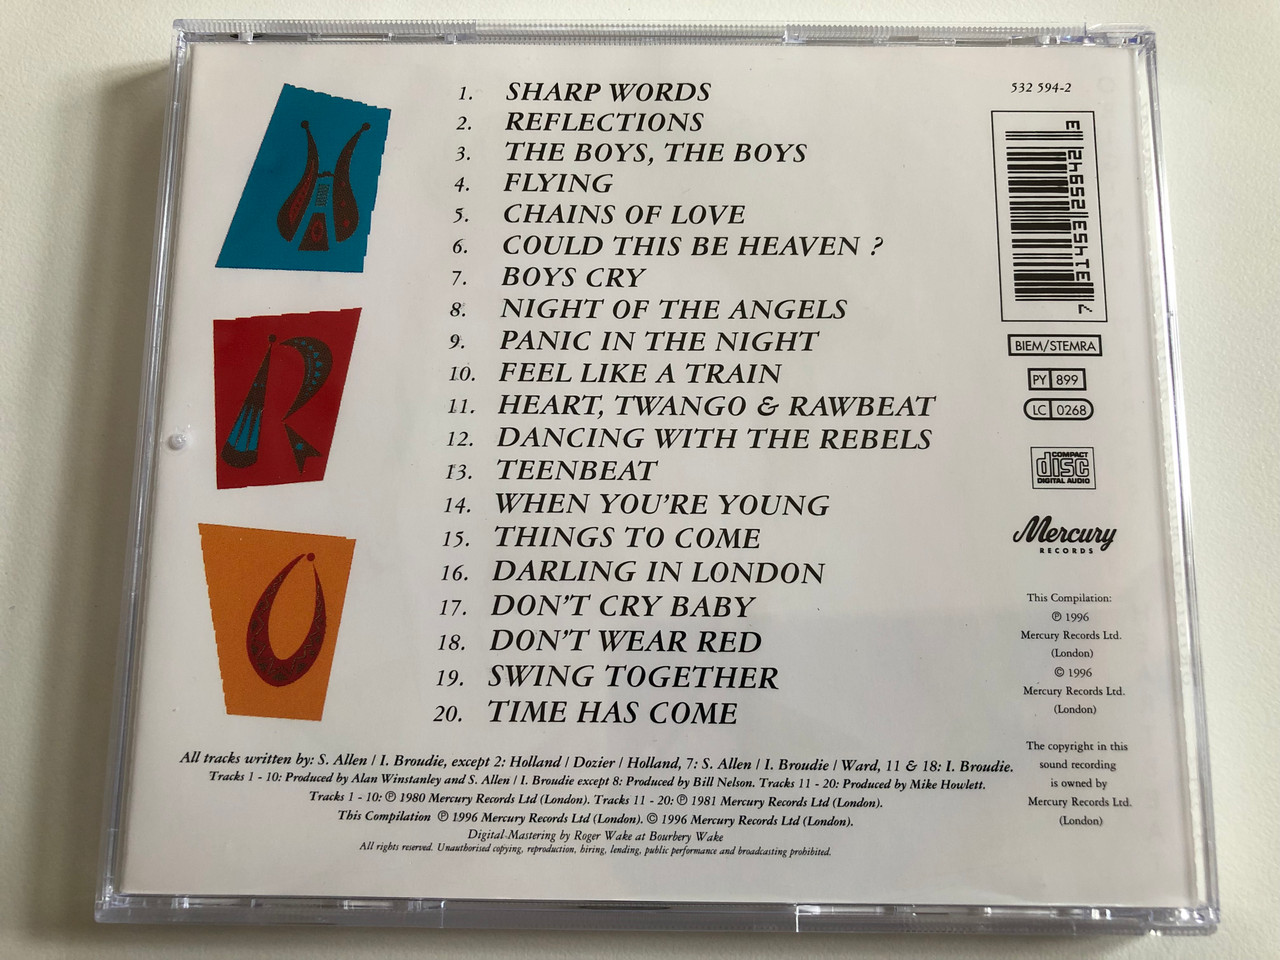 1. SHARP WORDS
2. REFLECTIONS
3. THE BOYS, THE BOYS
4. FLYING
5. CHAINS OF LOVE
6. COULD THIS BE HEAVEN ?
7. BOYS CRY
8. NIGHT OF THE ANGELS
9. PANIC IN THE NIGHT
10. FEEL LIKE A TRAIN
11. HEART, TWANGO & RAWBEAT
12. DANCING WITH THE REBELS
13. TEENBEAT
14. WHEN YOU'RE YOUNG
15. THINGS TO COME
16. DARLING IN LONDON
17. DON'T CRY BABY
18. DON'T WEAR RED
19. SWING TOGETHER
20. TIME HAS COME
All tracks written by: S. Allen / I. Broudie, except 2: Holland / Dozier / Holland, 7: S. Allen / I. Broudie / Ward, 11 & 18: I. Broudie.
Tracks 1 - 10: Produced by Alan Winstanley and S. Allen / I. Broudie except 8: Produced by Bill Nelson. Tracks 11 - 20: Produced by Mike Howlett.
Tracks 1 - 10: ℗ 1980 Mercury Records Ltd (London). Tracks 11 - 20: ℗ 1981 Mercury Records Ltd (London).
This Compilation ℗ 1996 Mercury Records Ltd (London). © 1996 Mercury Records Ltd (London).
Digital Mastering by Roger Wake at Bourbery Wake
All rights reserved. Unauthorised copying, reproduction, hiring, lending, public performance and broadcasting prohibited.
532 594-2
3 731453 259423
BIEM/STEMRA
PY 899
LC 0268
COMPACT
disc
DIGITAL AUDIO
Mercury
RECORDS
This Compilation:
℗ 1996
Mercury Records Ltd.
(London)
© 1996
Mercury Records Ltd.
(London)
The copyright in this
sound recording
is owned by
Mercury Records Ltd.
(London)